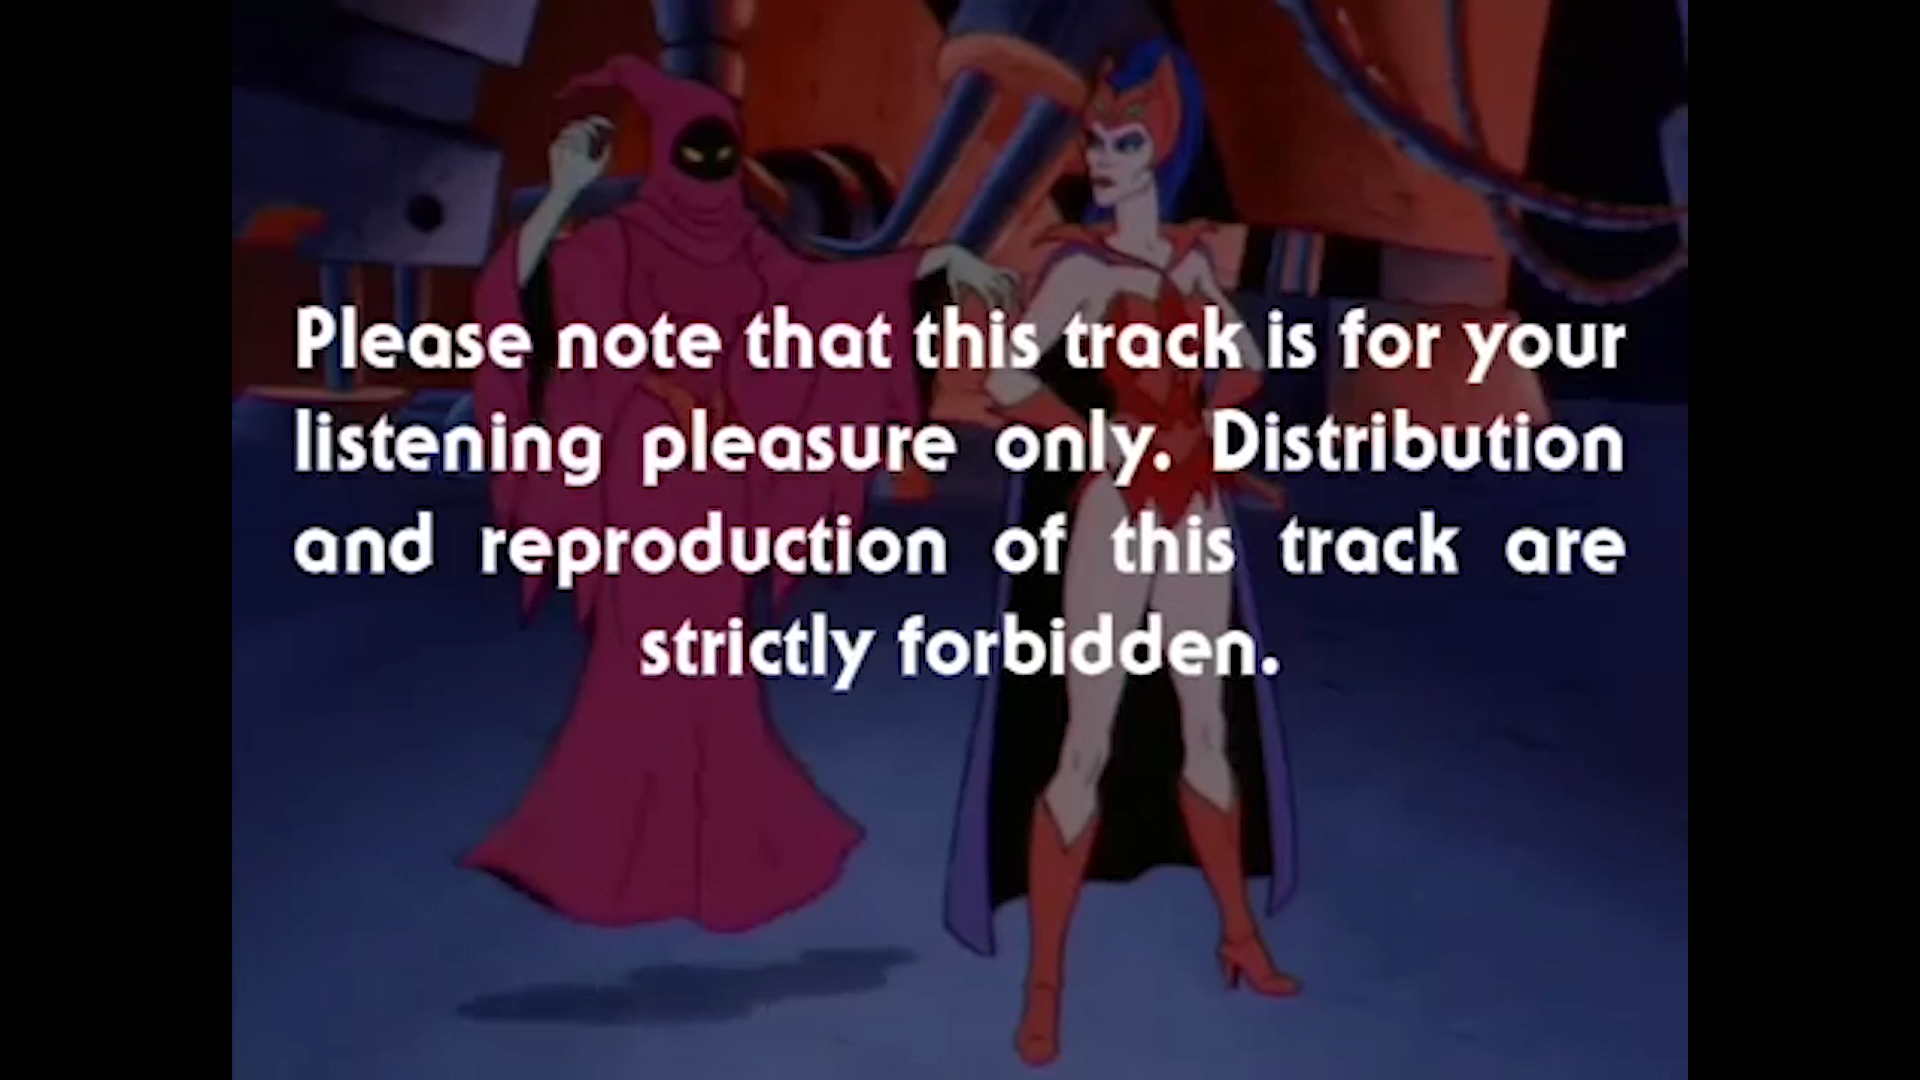 Please note that this track is for your
listening pleasure only. Distribution
and reproduction of this track are
strictly forbidden.